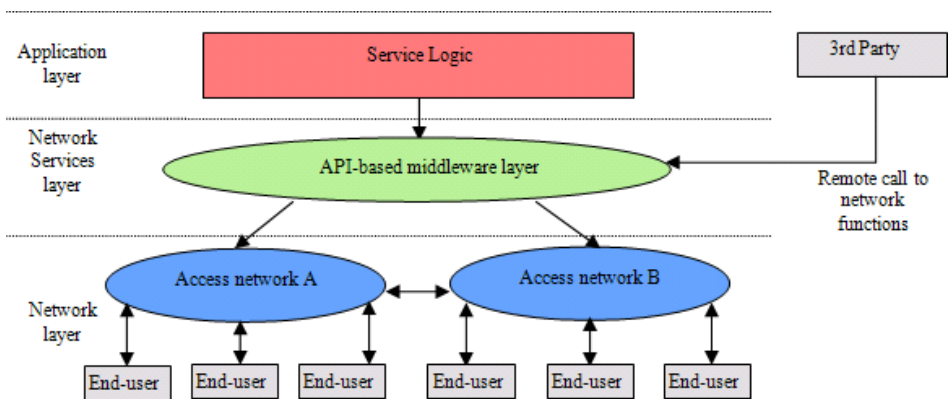 Application
layer
Service Logic
3rd Party
Network
Services
layer
API-based middleware layer
Remote call to
network
functions
Access network A
Access network B
Network
layer
End-user
End-user
End-user
End-user
End-user
End-user